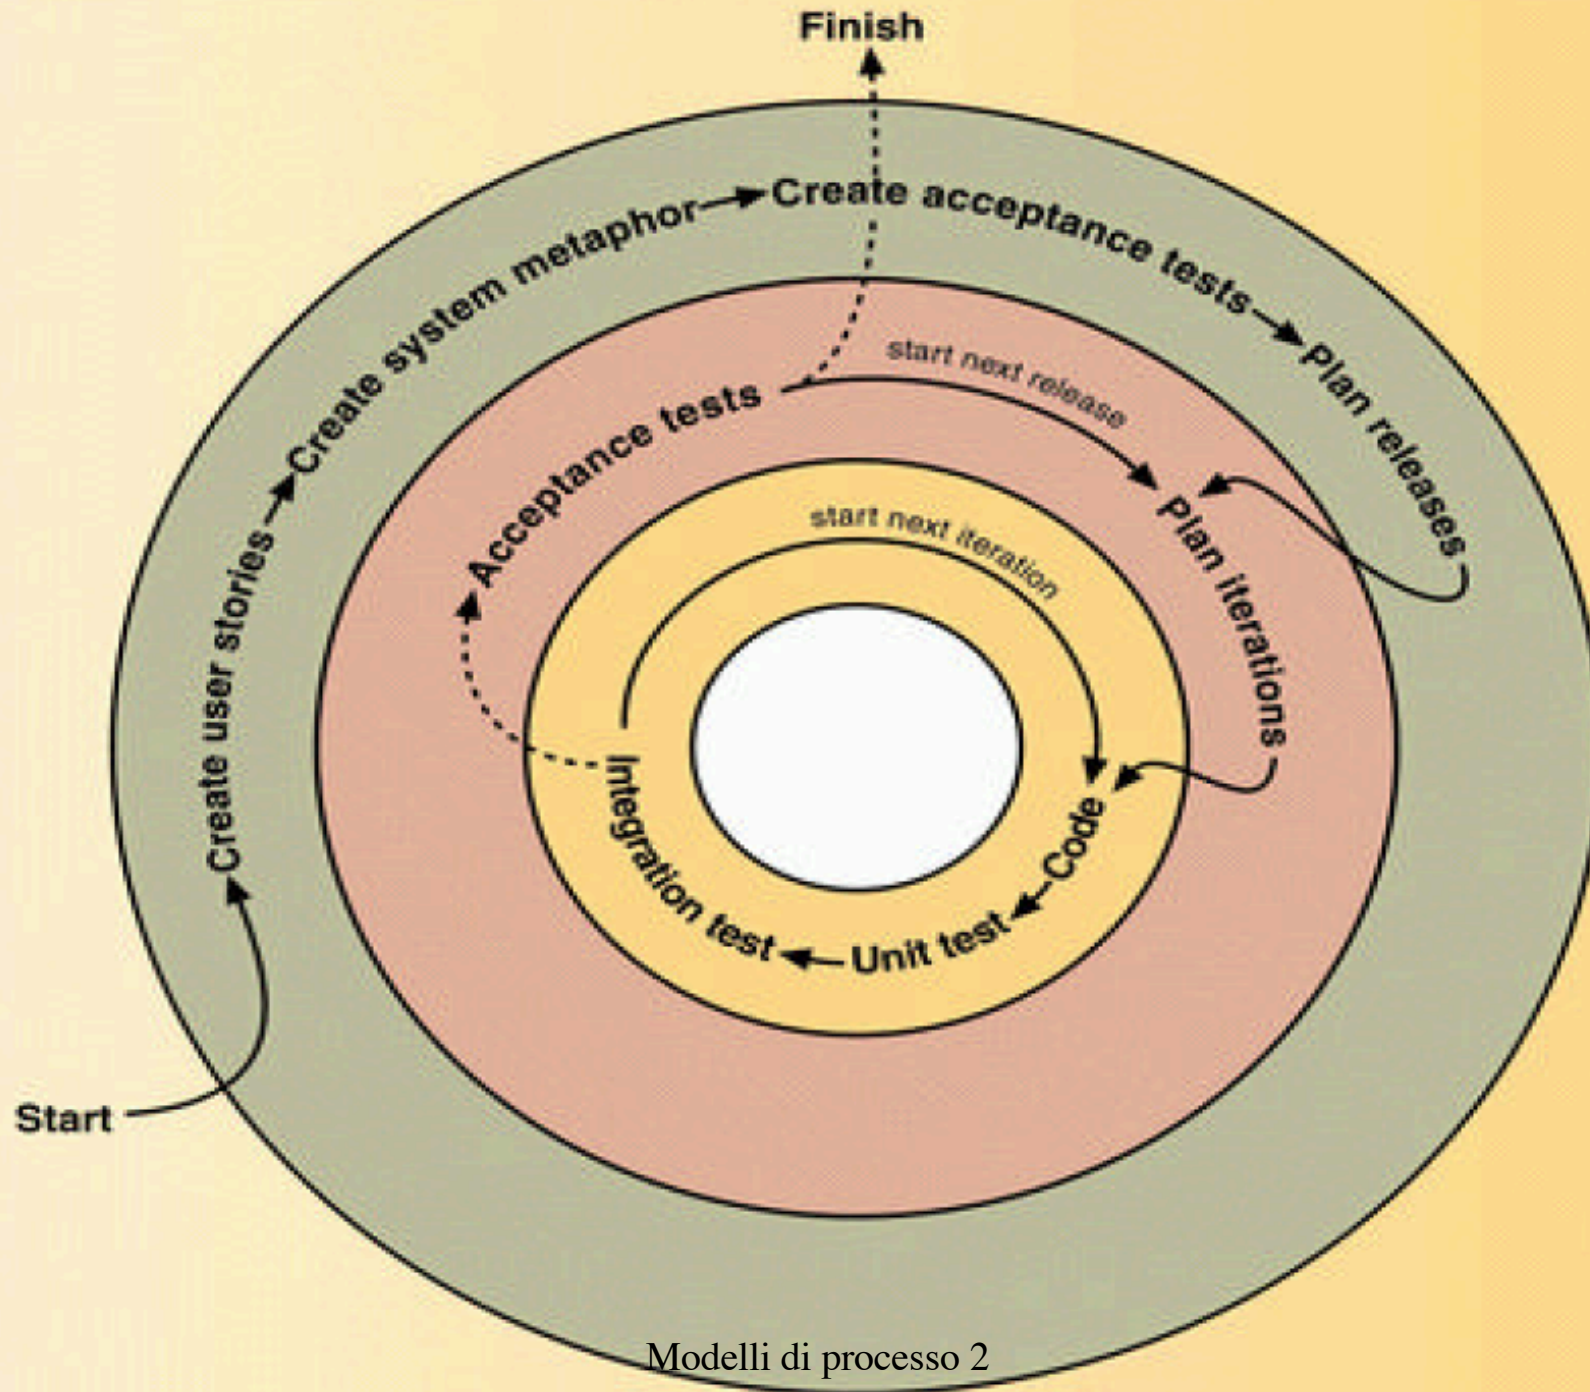 Finish
Start
Create user stories
Create system metaphor
Create acceptance tests
Plan releases
Plan iterations
Acceptance tests
start next release
start next iteration
Code
Unit test
Integration test
Modelli di processo 2